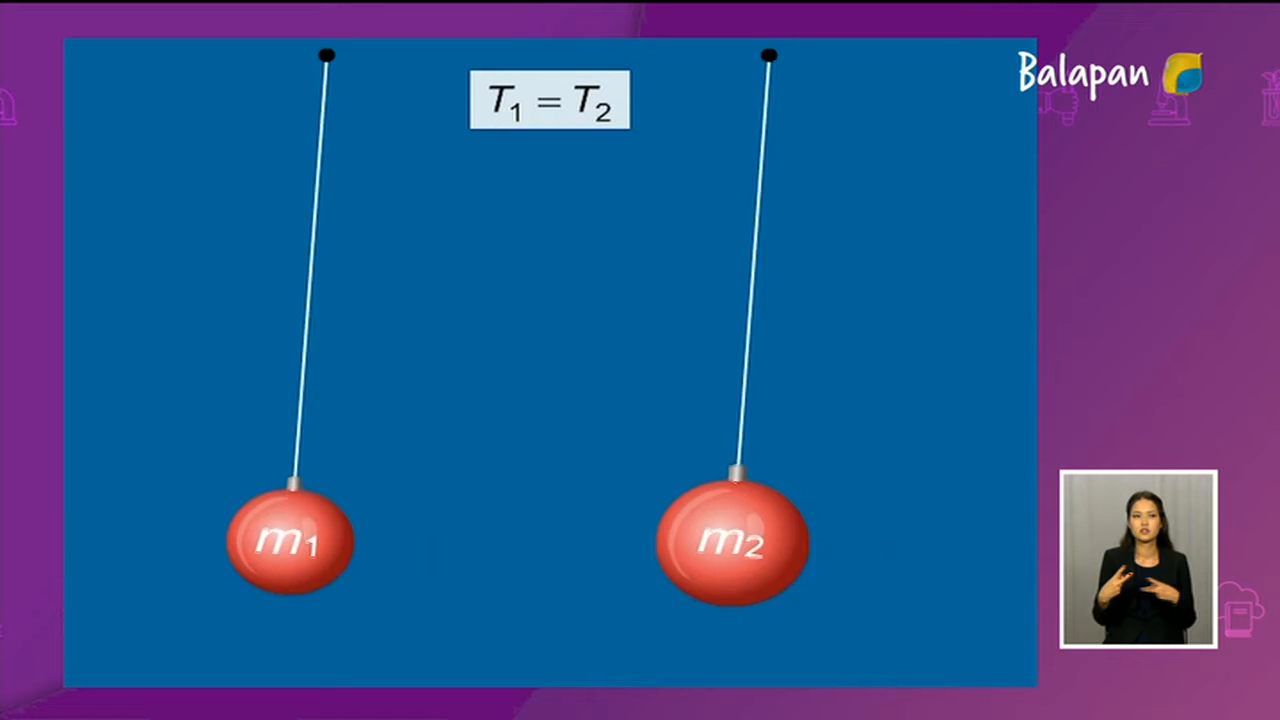 T₁ = T₂
Balapan
m₁
m₂